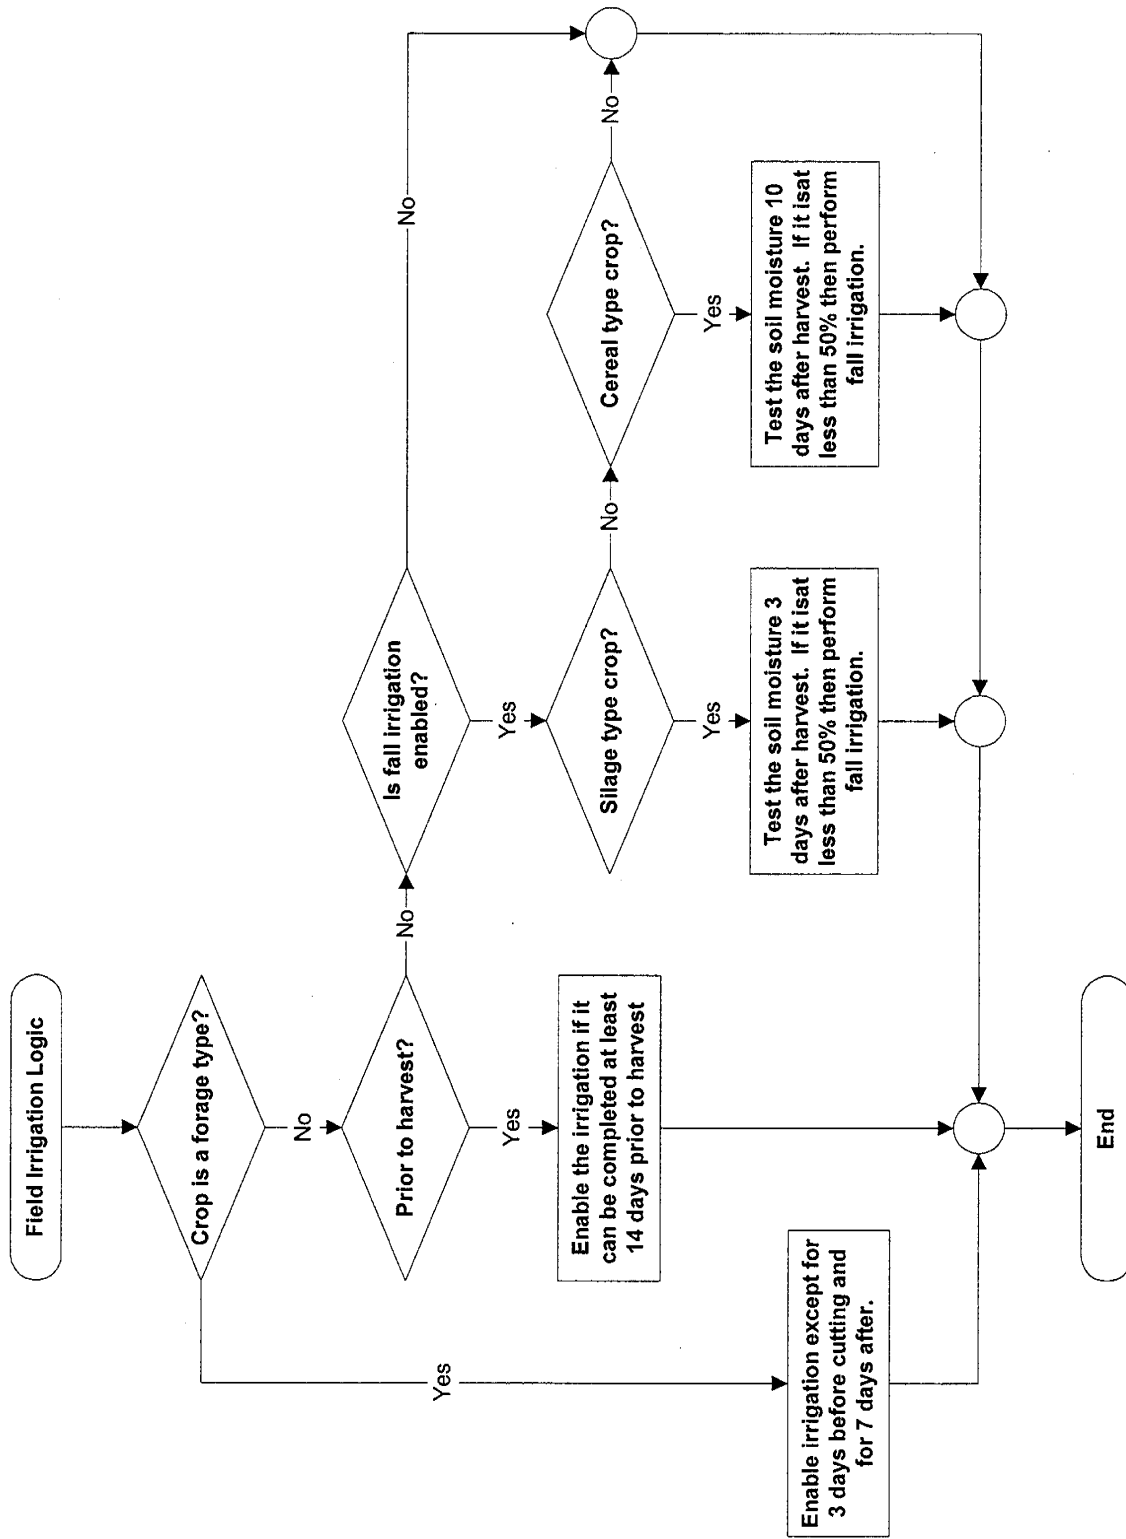 Field Irrigation Logic
Crop is a forage type?
No
Yes
Prior to harvest?
No
Yes
Enable the irrigation if it
can be completed at least
14 days prior to harvest
Is fall irrigation
enabled?
No
Yes
Silage type crop?
No
Yes
Cereal type crop?
No
Yes
Test the soil moisture 3
days after harvest.  If it isat
less than 50% then perform
fall irrigation.
Test the soil moisture 10
days after harvest.  If it isat
less than 50% then perform
fall irrigation.
Enable irrigation except for
3 days before cutting and
for 7 days after.
End